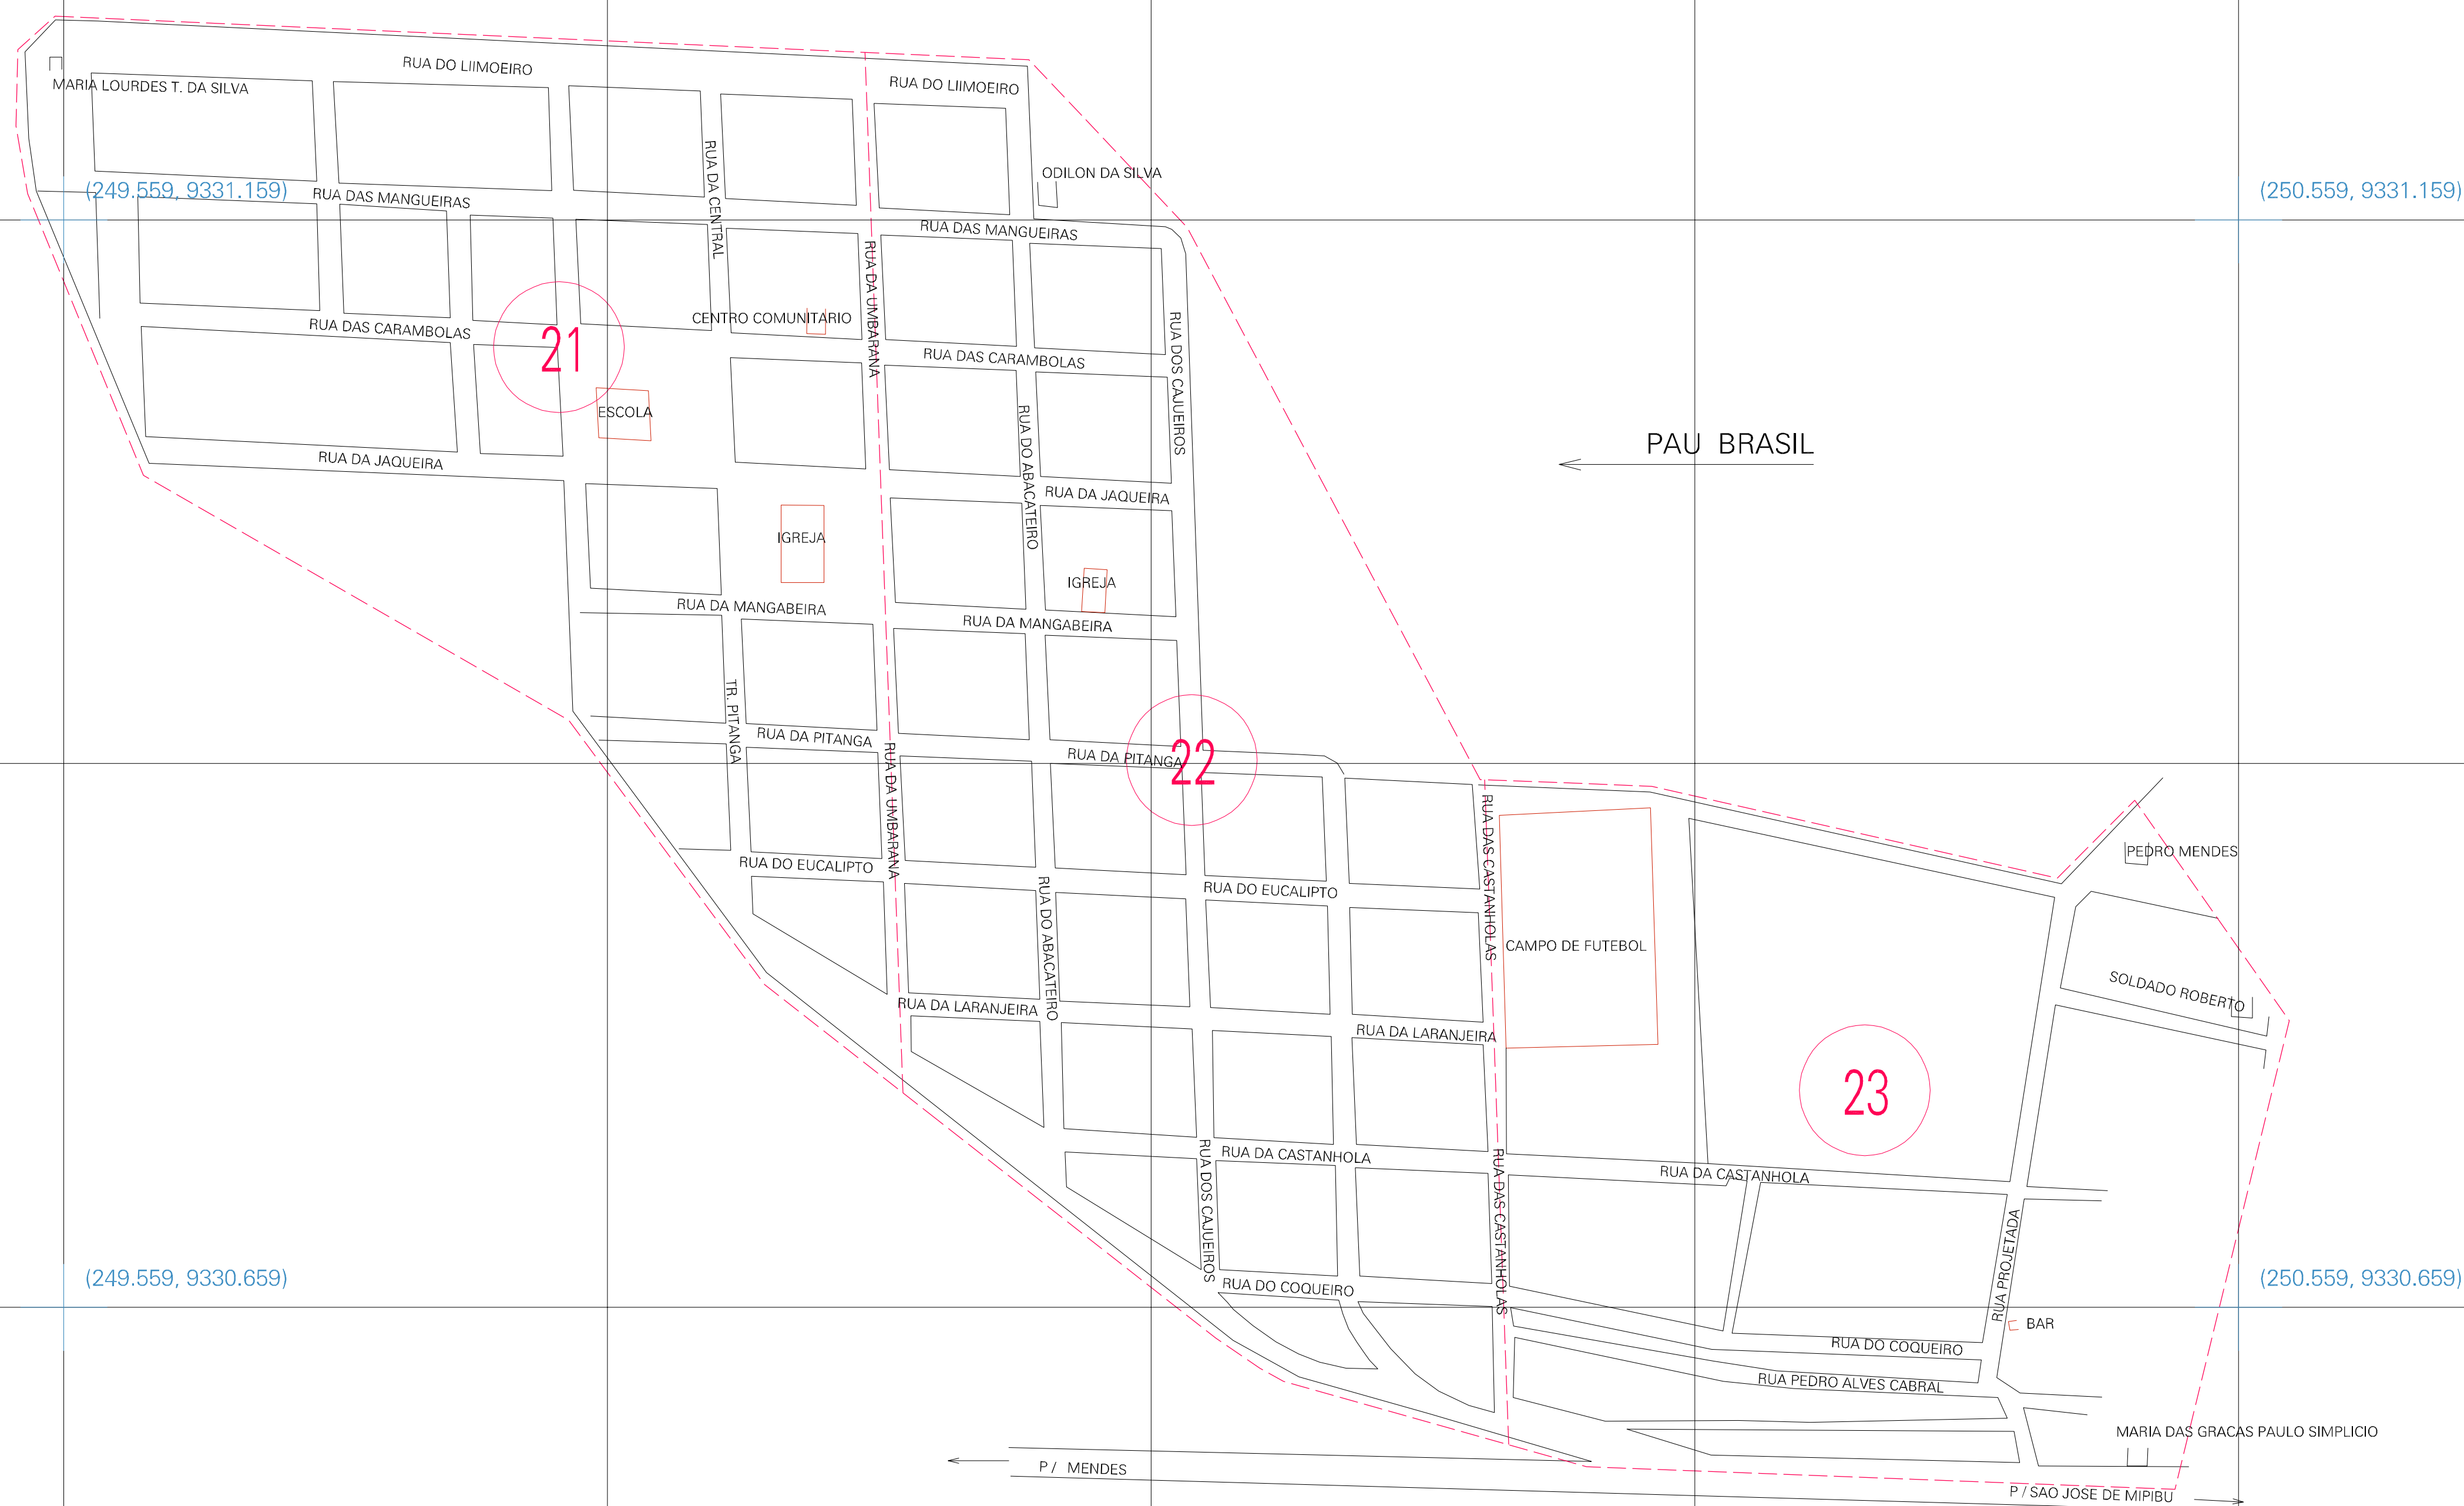 RUA DO LIIMOEIRO
RUA DO LIIMOEIRO
MARIA LOURDES T. DA SILVA
RUA DA CENTRAL
ODILON DA SILVA
(249.559, 9331.159)
(250.559, 9331.159)
RUA DAS MANGUEIRAS
RUA DAS MANGUEIRAS
RUA DA UMBARANA
CENTRO COMUNITARIO
RUA DAS CARAMBOLAS
RUA DAS CARAMBOLAS
RUA DOS CAJUEIROS
21
ESCOLA
RUA DO ABACATEIRO
PAU BRASIL
RUA DA JAQUEIRA
RUA DA JAQUEIRA
IGREJA
IGREJA
RUA DA MANGABEIRA
RUA DA MANGABEIRA
TR. PITANGA
RUA DA PITANGA
RUA DA PITANGA
22
RUA DA UMBARANA
RUA DAS CASTANHOLAS
PEDRO MENDES
RUA DO EUCALIPTO
RUA DO EUCALIPTO
RUA DO ABACATEIRO
CAMPO DE FUTEBOL
SOLDADO ROBERTO
RUA DA LARANJEIRA
RUA DA LARANJEIRA
23
RUA DOS CAJUEIROS
RUA DA CASTANHOLA
RUA DAS CASTANHOLAS
RUA DA CASTANHOLA
RUA PROJETADA
(249.559, 9330.659)
(250.559, 9330.659)
RUA DO COQUEIRO
BAR
RUA DO COQUEIRO
RUA PEDRO ALVES CABRAL
MARIA DAS GRACAS PAULO SIMPLICIO
P / MENDES
P / SAO JOSE DE MIPIBU